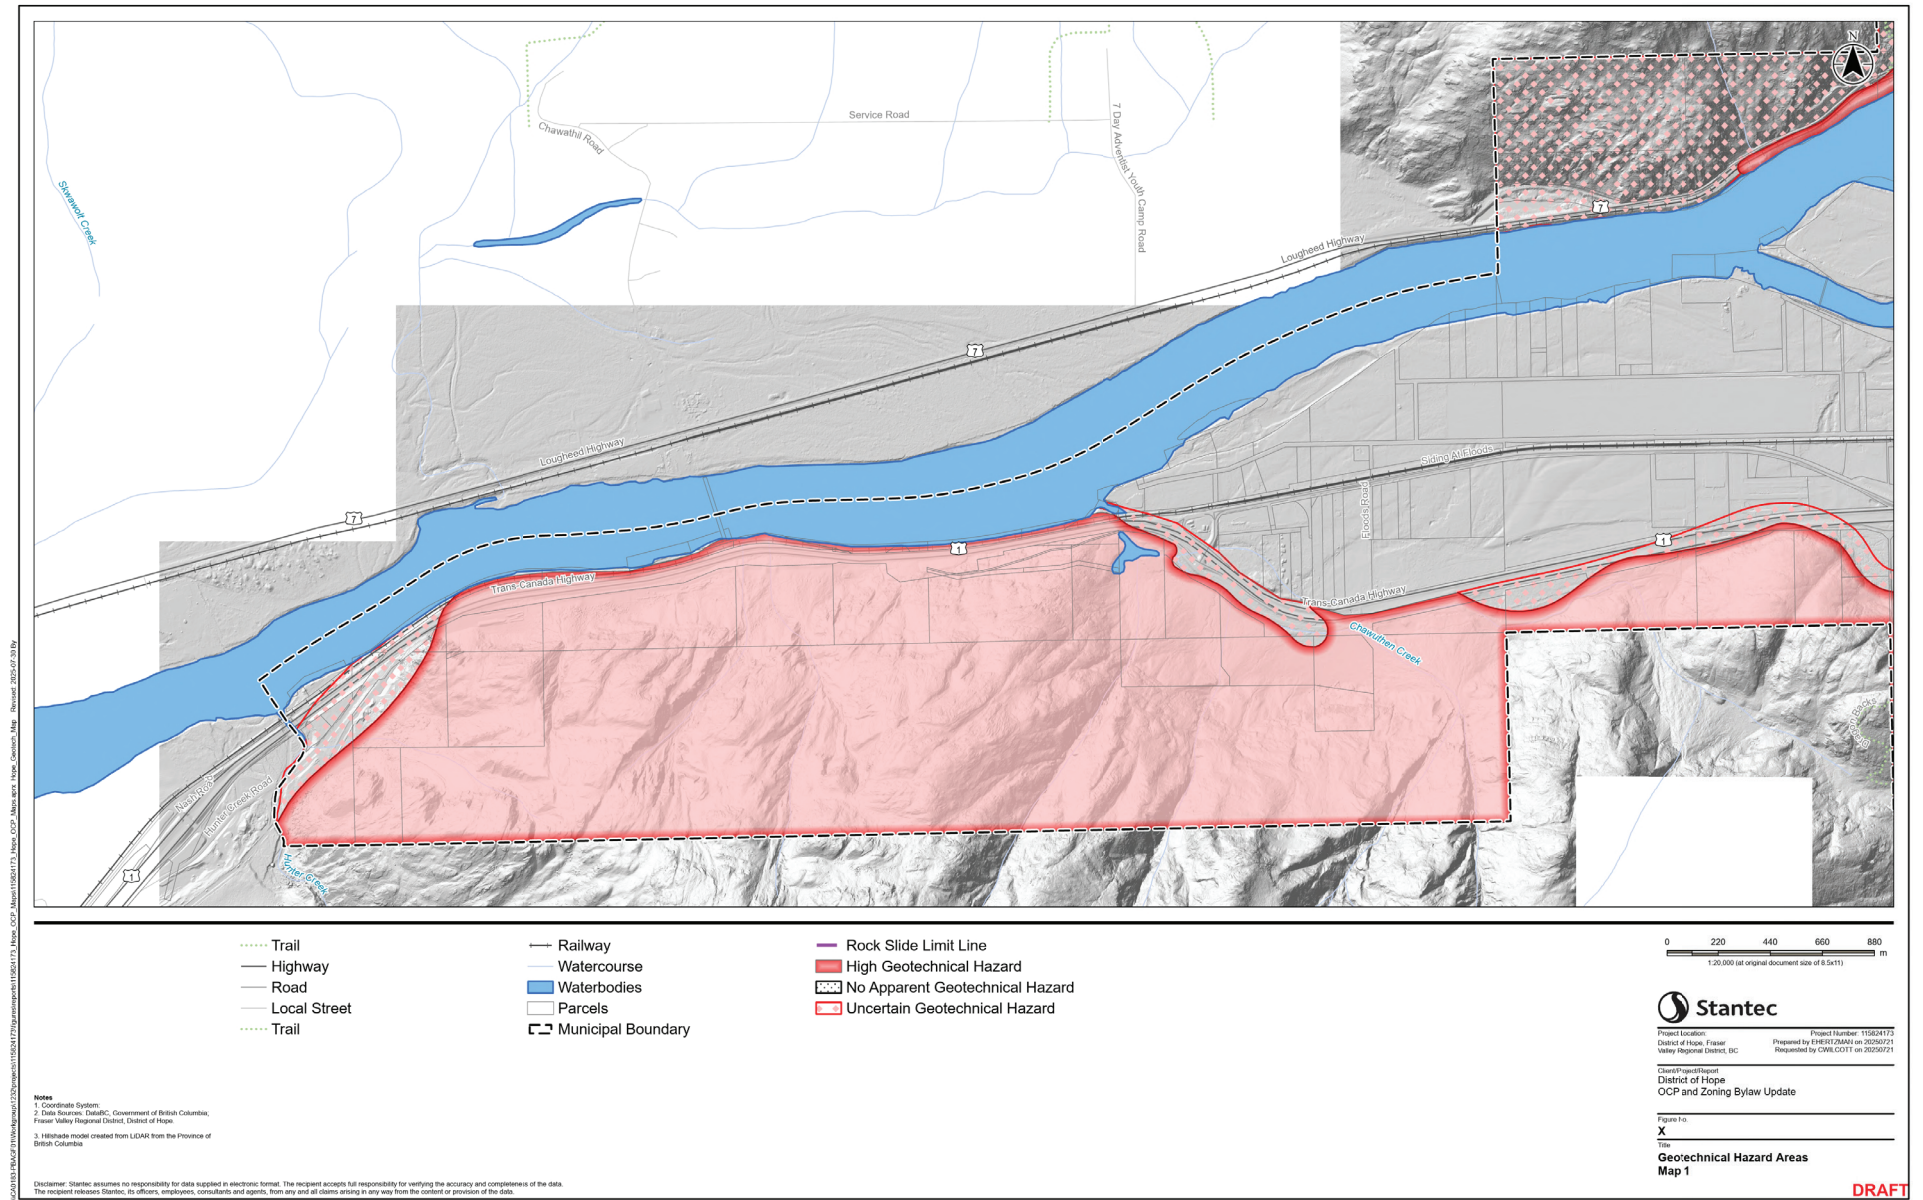 N
Service Road
Chawathil Road
7 Day Adventist Youth Camp Road
Skwawolt Creek
7
Lougheed Highway
7
Lougheed Highway
7
Siding At Floods
Floods Road
1
1
Trans-Canada Highway
Trans-Canada Highway
Chawuthen Creek
Nash Road
Hunter Creek Road
1
Hunter Creek
Trail
Highway
Road
Local Street
Trail
Railway
Watercourse
Waterbodies
Parcels
Municipal Boundary
Rock Slide Limit Line
High Geotechnical Hazard
No Apparent Geotechnical Hazard
Uncertain Geotechnical Hazard
0 220 440 660 880
m
1:20,000 (at original document size of 8.5x11)
Stantec
Project Location:
District of Hope, Fraser
Valley Regional District, BC
Project Number: 115824173
Prepared by EHERTZMAN on 20250721
Requested by CWILCOTT on 20250721
Client/Project/Report
District of Hope
OCP and Zoning Bylaw Update
Figure No.
X
Title
Geotechnical Hazard Areas
Map 1
DRAFT
Notes
1. Coordinate System:
2. Data Sources: DataBC, Government of British Columbia;
Fraser Valley Regional District, District of Hope.
3. Hillshade model created from LiDAR from the Province of
British Columbia
Disclaimer: Stantec assumes no responsibility for data supplied in electronic format. The recipient accepts full responsibility for verifying the accuracy and completeness of the data.
The recipient releases Stantec, its officers, employees, consultants and agents, from any and all claims arising in any way from the content or provision of the data.
Revised: 2025-07-30 By